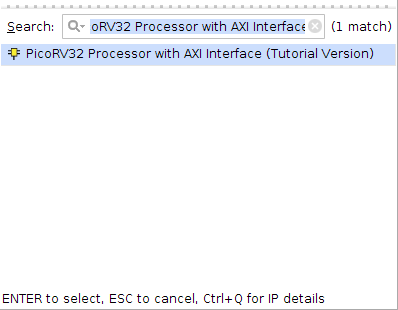 Search: oRV32 Processor with AXI Interface (1 match)
PicoRV32 Processor with AXI Interface (Tutorial Version)
ENTER to select, ESC to cancel, Ctrl+Q for IP details